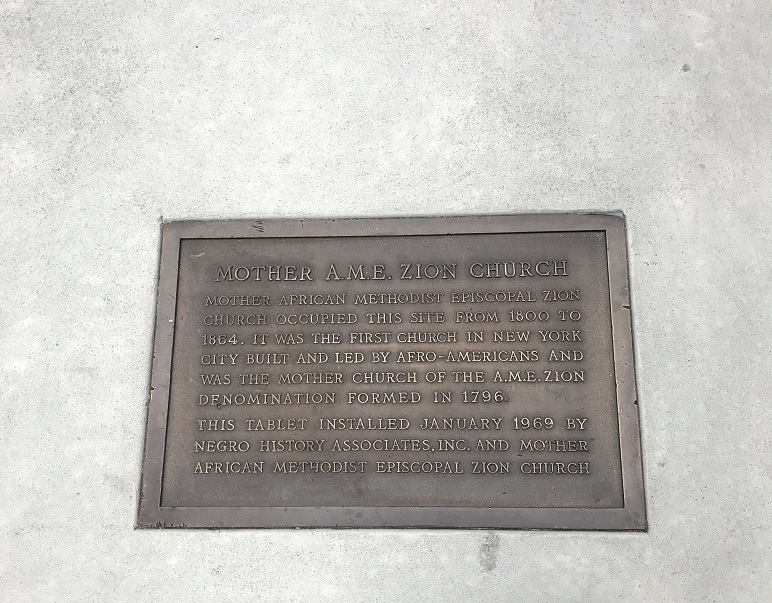 MOTHER A.M.E. ZION CHURCH
MOTHER AFRICAN METHODIST EPISCOPAL ZION
CHURCH OCCUPIED THIS SITE FROM 1800 TO
1864. IT WAS THE FIRST CHURCH IN NEW YORK
CITY BUILT AND LED BY AFRO-AMERICANS AND
WAS THE MOTHER CHURCH OF THE A.M.E. ZION
DENOMINATION FORMED IN 1796.
THIS TABLET INSTALLED JANUARY 1969 BY
NEGRO HISTORY ASSOCIATES, INC. AND MOTHER
AFRICAN METHODIST EPISCOPAL ZION CHURCH